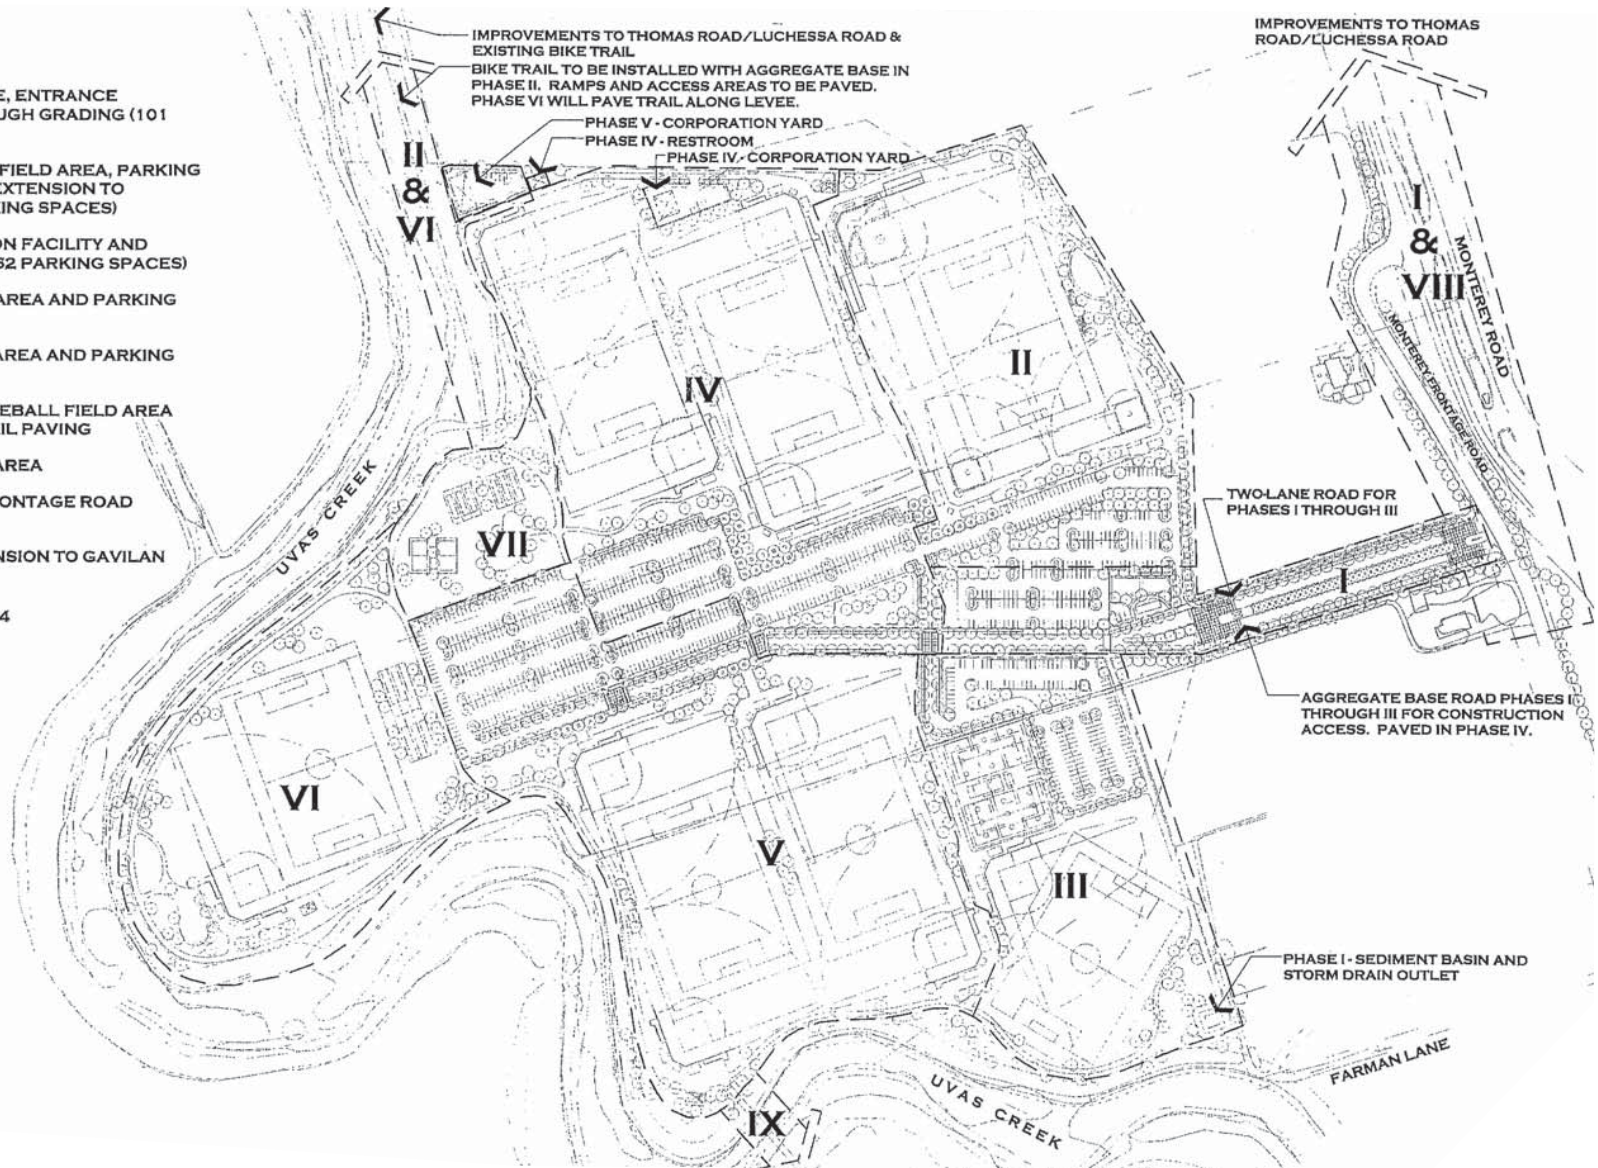 IMPROVEMENTS TO THOMAS ROAD/LUCHESSA ROAD &
EXISTING BIKE TRAIL
BIKE TRAIL TO BE INSTALLED WITH AGGREGATE BASE IN
PHASE II. RAMPS AND ACCESS AREAS TO BE PAVED.
PHASE VI WILL PAVE TRAIL ALONG LEVEE.
PHASE V - CORPORATION YARD
PHASE IV - RESTROOM
PHASE IV - CORPORATION YARD
IMPROVEMENTS TO THOMAS
ROAD/LUCHESSA ROAD
E, ENTRANCE
UGH GRADING (101
FIELD AREA, PARKING
EXTENSION TO
ING SPACES)
ON FACILITY AND
62 PARKING SPACES)
AREA AND PARKING
AREA AND PARKING
EBALL FIELD AREA
IL PAVING
AREA
ONTAGE ROAD
NSION TO GAVILAN
4
II
&
VI
I
&
VIII
MONTEREY ROAD
MONTEREY FRONTAGE ROAD
IV
II
UVAS CREEK
VII
TWO-LANE ROAD FOR
PHASES I THROUGH III
I
AGGREGATE BASE ROAD PHASES I
THROUGH III FOR CONSTRUCTION
ACCESS. PAVED IN PHASE IV.
VI
V
III
PHASE I - SEDIMENT BASIN AND
STORM DRAIN OUTLET
FARMAN LANE
UVAS CREEK
IX